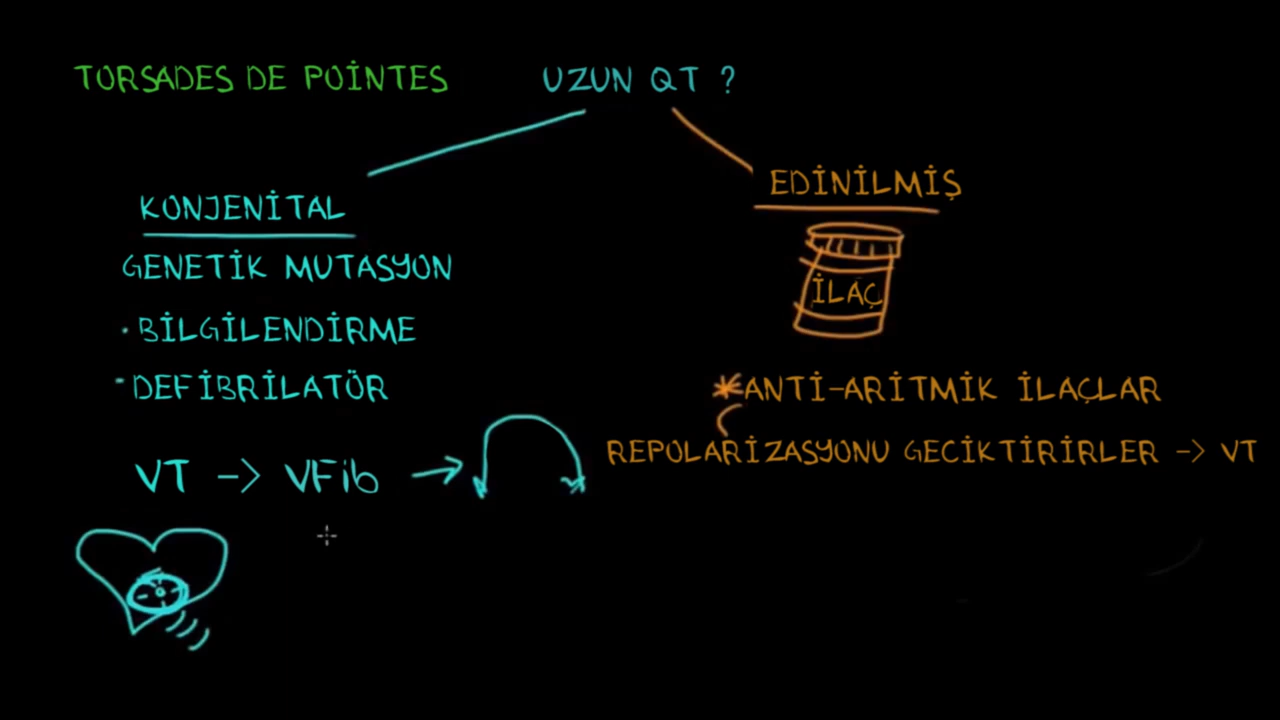 TORSADES DE POİNTES
UZUN QT ?
KONJENİTAL
GENETİK MUTASYON
· BİLGİLENDİRME
· DEFİBRİLATÖR
VT -> VFib →
EDİNİLMİŞ
İLAÇ
*ANTİ-ARİTMİK İLAÇLAR
REPOLARİZASYONU GECİKTİRİRLER -> VT